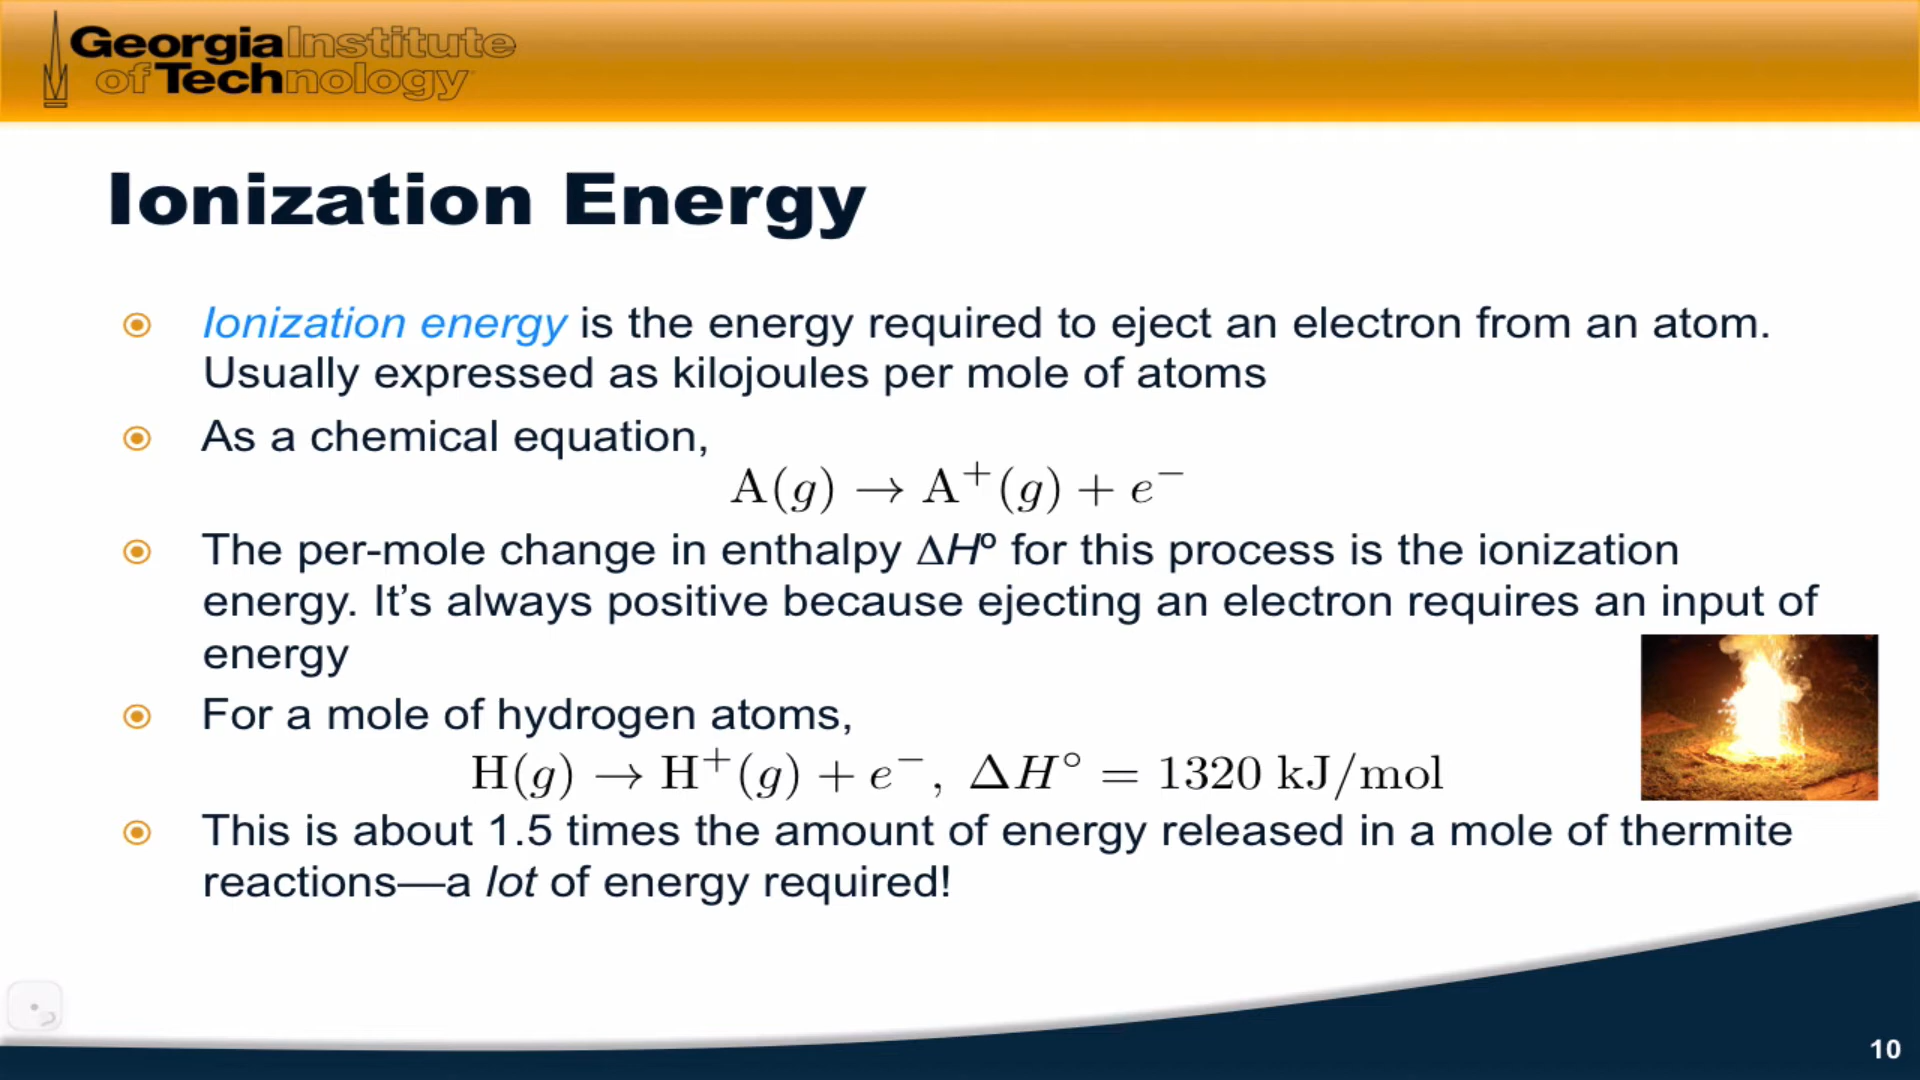 Georgia Institute
of Technology
Ionization Energy
Ionization energy is the energy required to eject an electron from an atom.
Usually expressed as kilojoules per mole of atoms
As a chemical equation,
A(g) → A⁺(g) + e⁻
The per-mole change in enthalpy ΔHº for this process is the ionization
energy. It’s always positive because ejecting an electron requires an input of
energy
For a mole of hydrogen atoms,
H(g) → H⁺(g) + e⁻, ΔH° = 1320 kJ/mol
This is about 1.5 times the amount of energy released in a mole of thermite
reactions—a lot of energy required!
10